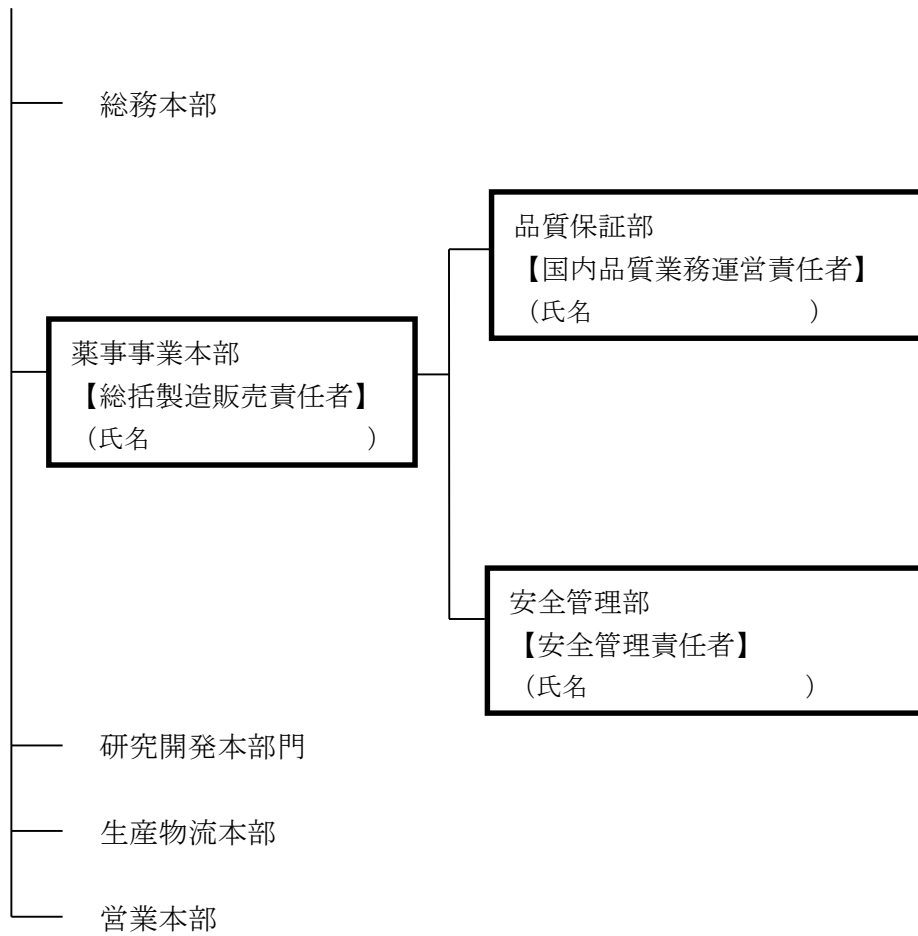 総務本部
品質保証部
【国内品質業務運営責任者】
（氏名　　　　　　　　）
薬事事業本部
【総括製造販売責任者】
（氏名　　　　　　　　）
安全管理部
【安全管理責任者】
（氏名　　　　　　　　）
研究開発本部門
生産物流本部
営業本部